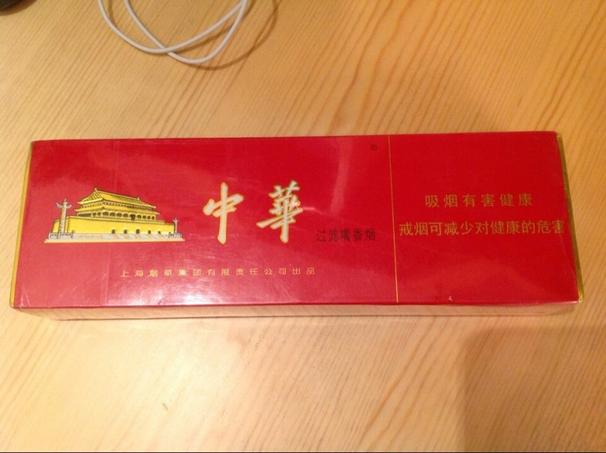 中華
过滤嘴香烟
上海烟草集团有限责任公司出品
吸烟有害健康
戒烟可减少对健康的危害